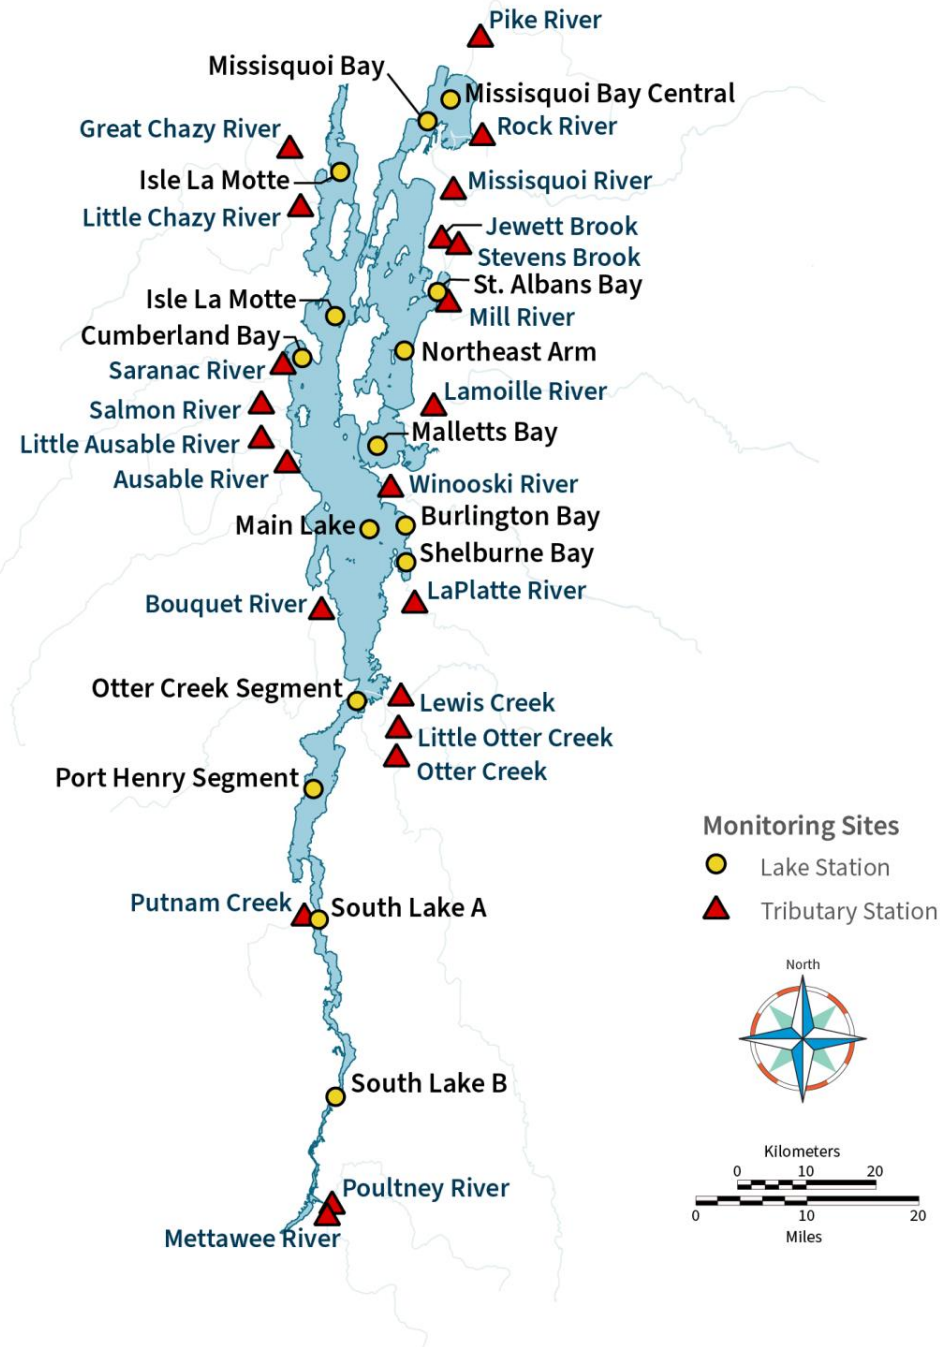 Pike River
Missisquoi Bay
Missisquoi Bay Central
Great Chazy River
Rock River
Isle La Motte
Missisquoi River
Little Chazy River
Jewett Brook
Stevens Brook
St. Albans Bay
Isle La Motte
Mill River
Cumberland Bay
Northeast Arm
Saranac River
Lamoille River
Salmon River
Malletts Bay
Little Ausable River
Ausable River
Winooski River
Main Lake
Burlington Bay
Shelburne Bay
LaPlatte River
Bouquet River
Otter Creek Segment
Lewis Creek
Little Otter Creek
Otter Creek
Port Henry Segment
Monitoring Sites
Lake Station
Tributary Station
Putnam Creek
South Lake A
North
South Lake B
Kilometers
0 10 20
0 10 20
Miles
Poultney River
Mettawee River